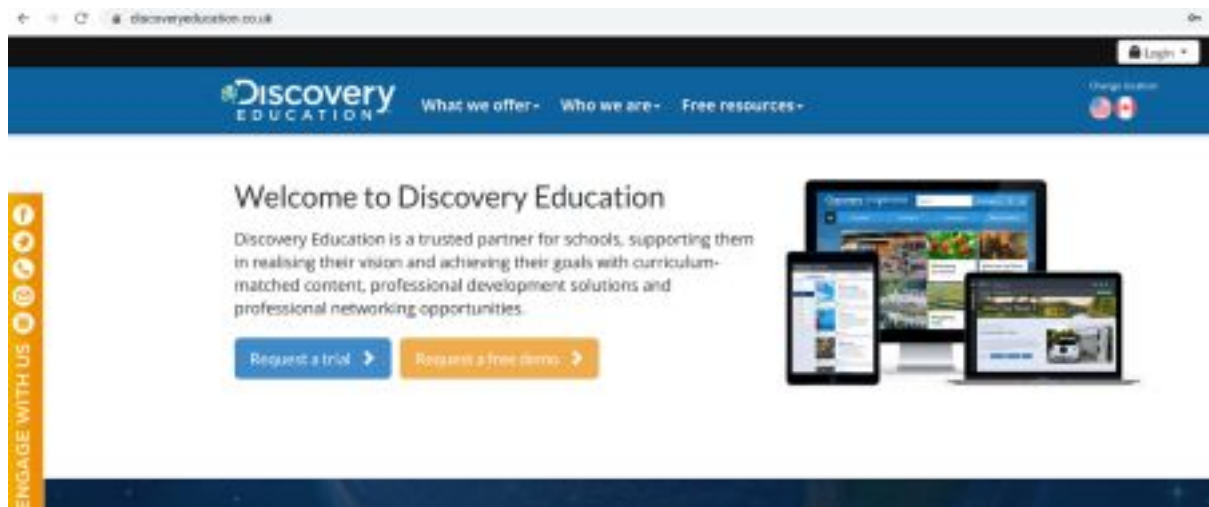 discoveryeducation.co.uk
Login
Discovery
EDUCATION
What we offer
Who we are
Free resources
Change location
Welcome to Discovery Education
Discovery Education is a trusted partner for schools, supporting them
in realising their vision and achieving their goals with curriculum-
matched content, professional development solutions and
professional networking opportunities.
Request a trial
Request a free demo
ENGAGE WITH US